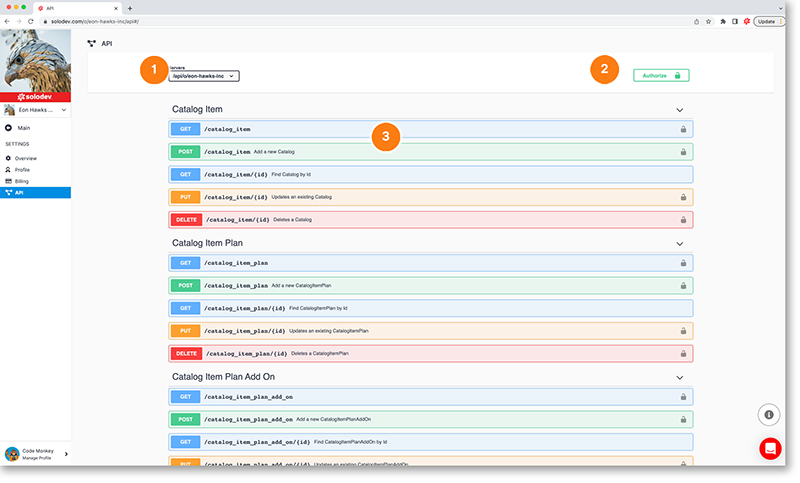 API
solodev.com/o/eon-hawks-inc/api#/
Update
solodev
Eon Hawks ...
Main
SETTINGS
Overview
Profile
Billing
API
Code Monkey
Manage Profile
API
1
/api/o/eon-hawks-inc
2
Authorize
3
Catalog Item
GET /catalog_item
POST /catalog_item Add a new Catalog
GET /catalog_item/{id} Find Catalog by Id
PUT /catalog_item/{id} Updates an existing Catalog
DELETE /catalog_item/{id} Deletes a Catalog
Catalog Item Plan
GET /catalog_item_plan
POST /catalog_item_plan Add a new CatalogItemPlan
GET /catalog_item_plan/{id} Find CatalogItemPlan by Id
PUT /catalog_item_plan/{id} Updates an existing CatalogItemPlan
DELETE /catalog_item_plan/{id} Deletes a CatalogItemPlan
Catalog Item Plan Add On
GET /catalog_item_plan_add_on
POST /catalog_item_plan_add_on Add a new CatalogItemPlanAddOn
GET /catalog_item_plan_add_on/{id} Find CatalogItemPlanAddOn by Id
PUT /catalog_item_plan_add_on/{id} Updates an existing CatalogItemPlanAddOn